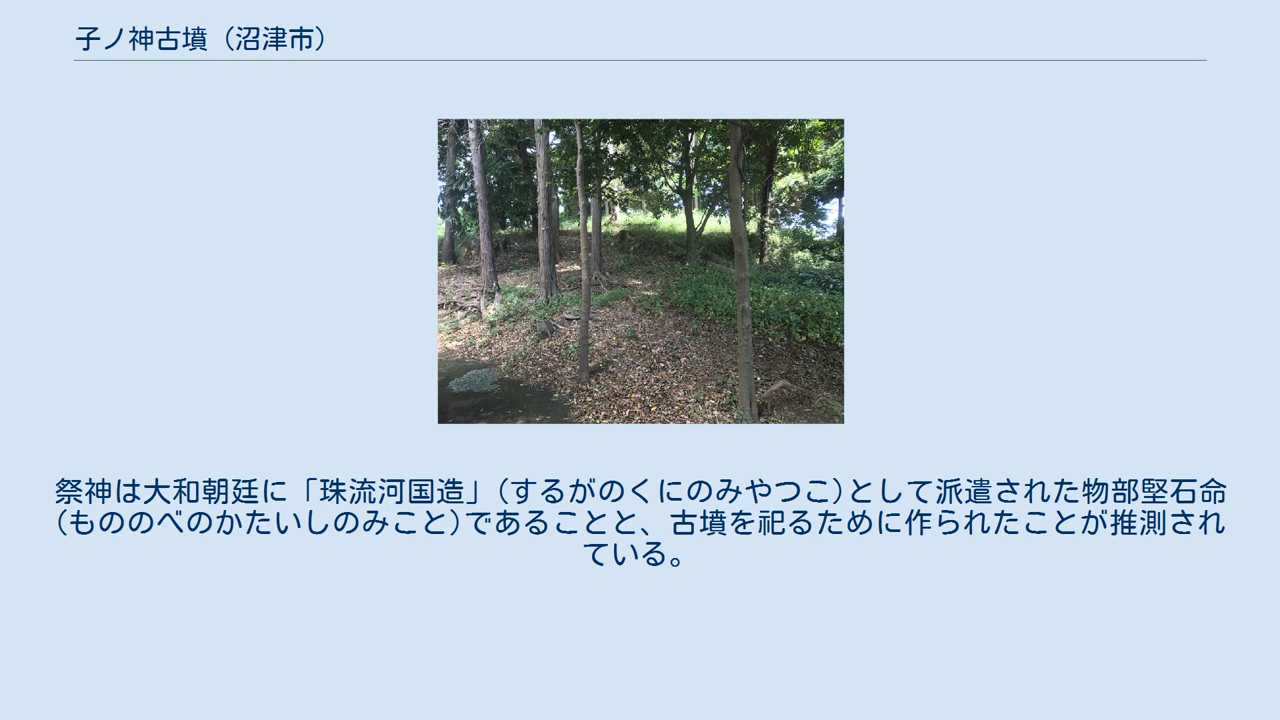 子ノ神古墳（沼津市）
祭神は大和朝廷に「珠流河国造」(するがのくにのみやつこ)として派遣された物部堅石命
(もののべのかたいしのみこと)であることと、古墳を祀るために作られたことが推測され
ている。